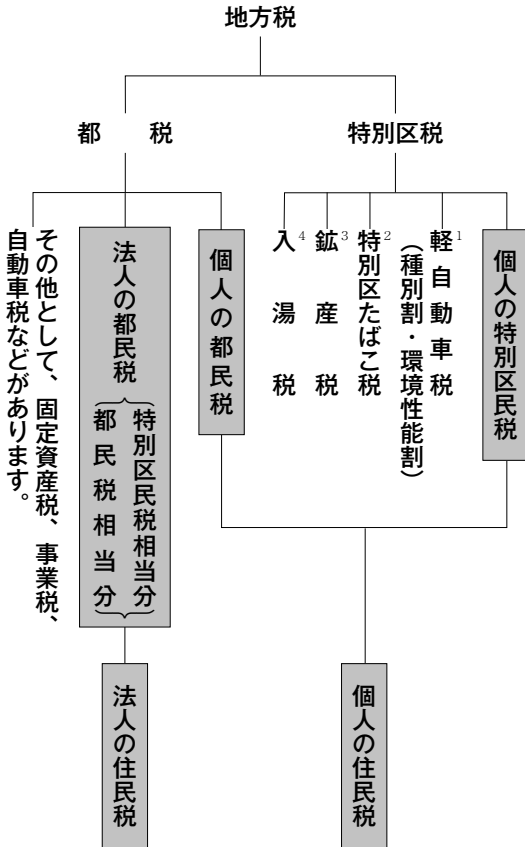 地方税
特別区税
個人の特別区民税
軽自動車税1
(種別割・環境性能割)
特別区たばこ税2
鉱産税3
入湯税4
都税
個人の都民税
法人の都民税
特別区民税相当分
都民税相当分
その他として、固定資産税、事業税、
自動車税などがあります。
個人の住民税
法人の住民税